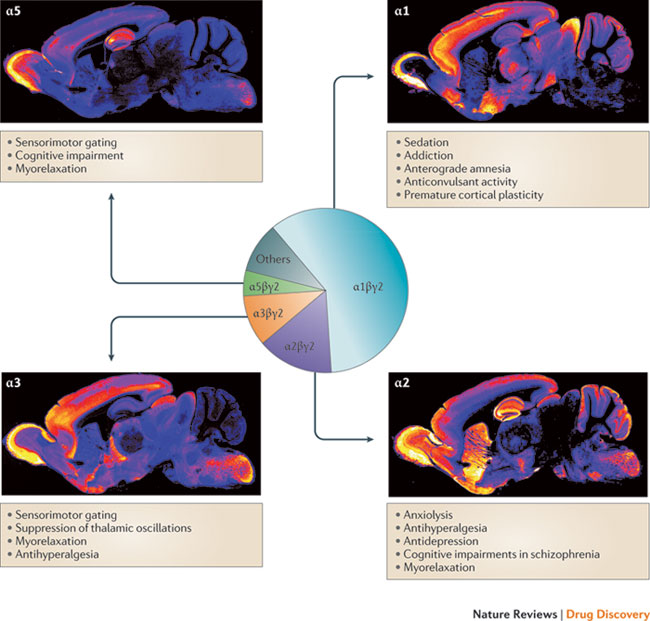 α5
• Sensorimotor gating
• Cognitive impairment
• Myorelaxation
α1
• Sedation
• Addiction
• Anterograde amnesia
• Anticonvulsant activity
• Premature cortical plasticity
Others
α1βγ2
α5βγ2
α3βγ2
α2βγ2
α3
• Sensorimotor gating
• Suppression of thalamic oscillations
• Myorelaxation
• Antihyperalgesia
α2
• Anxiolysis
• Antihyperalgesia
• Antidepression
• Cognitive impairments in schizophrenia
• Myorelaxation
Nature Reviews | Drug Discovery